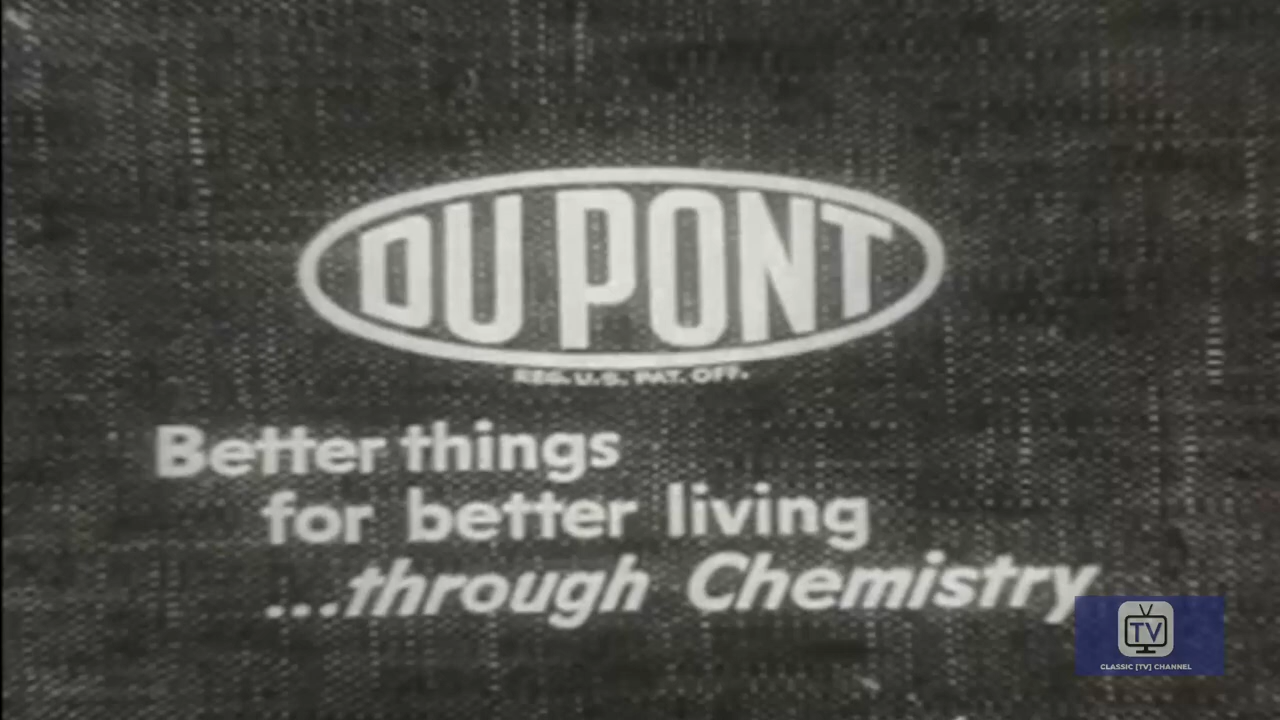 DU PONT
REG. U.S. PAT. OFF.
Better things
for better living
...through Chemistry
TV
CLASSIC [TV] CHANNEL